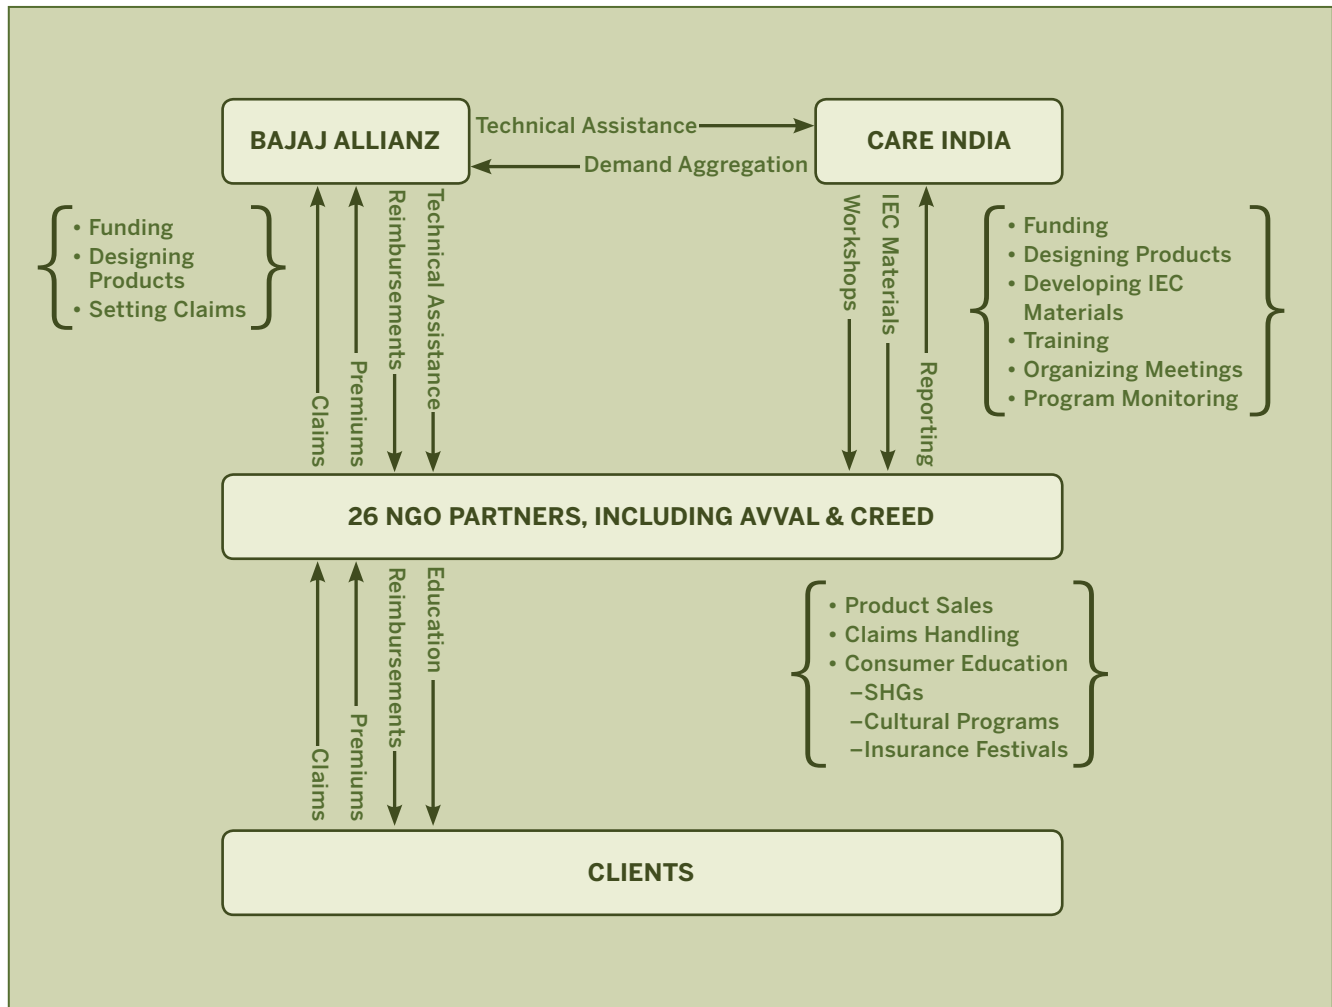 BAJAJ ALLIANZ
Technical Assistance
Demand Aggregation
CARE INDIA
• Funding
• Designing
Products
• Setting Claims
Claims
Premiums
Reimbursements
Technical Assistance
Workshops
IEC Materials
Reporting
• Funding
• Designing Products
• Developing IEC
Materials
• Training
• Organizing Meetings
• Program Monitoring
26 NGO PARTNERS, INCLUDING AVVAL & CREED
Claims
Premiums
Reimbursements
Education
• Product Sales
• Claims Handling
• Consumer Education
–SHGs
–Cultural Programs
–Insurance Festivals
CLIENTS